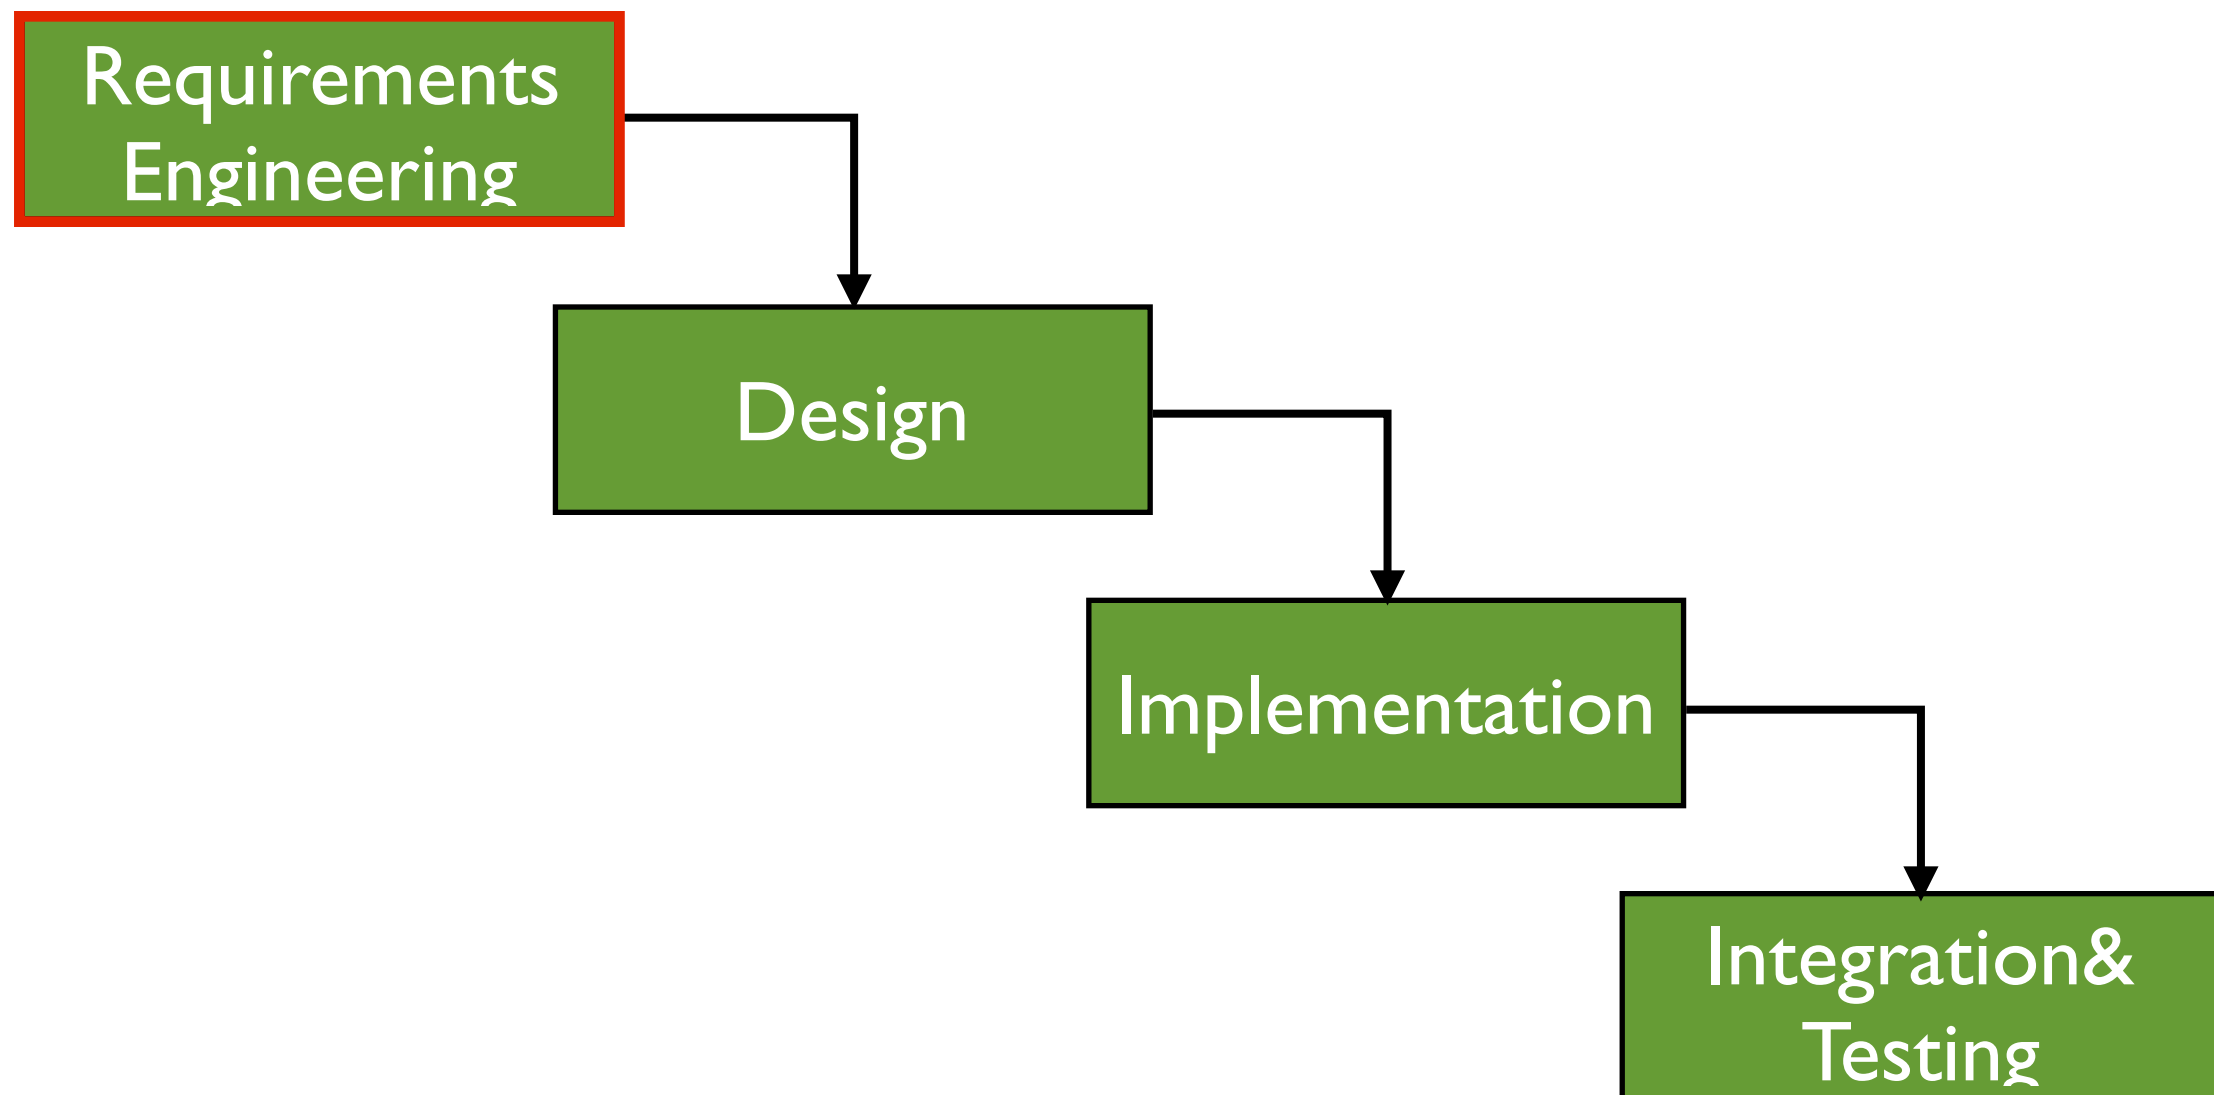 Requirements
Engineering
Design
Implementation
Integration&
Testing